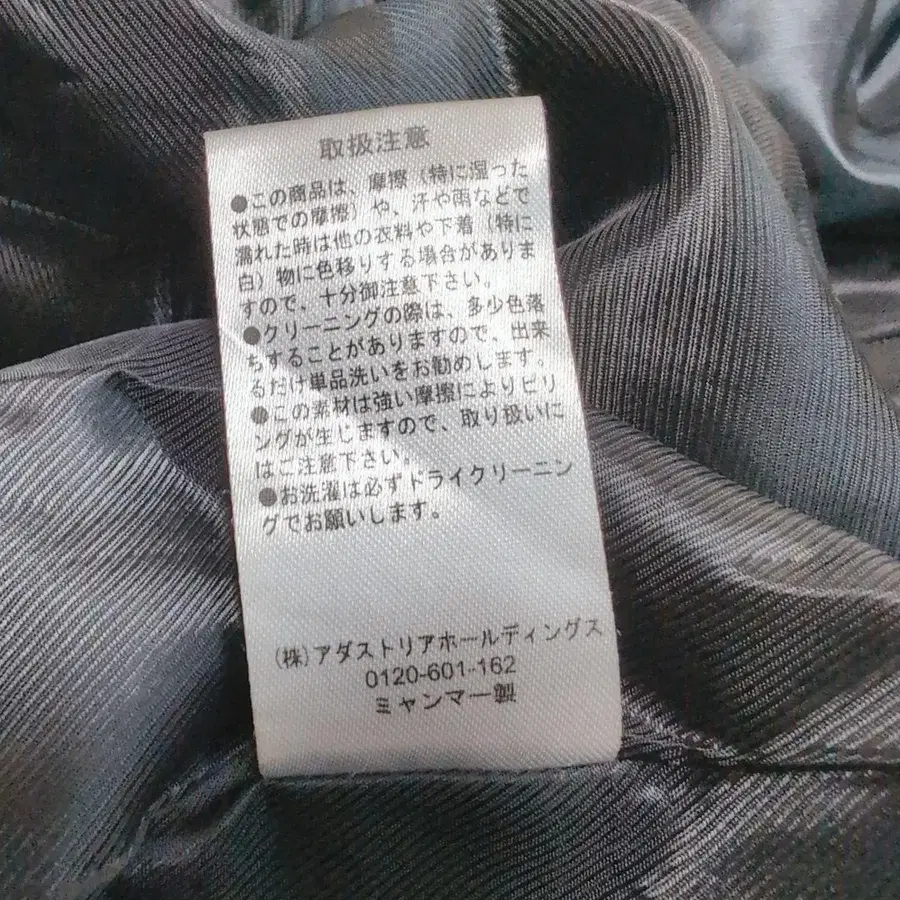 取扱注意
●この商品は、摩擦（特に湿った
状態での摩擦）や、汗や雨などで
濡れた時は他の衣料や下着（特に
白）物に色移りする場合がありま
すので、十分御注意下さい。
●クリーニングの際は、多少色落
ちすることがありますので、出来
るだけ単品洗いをお勧めします。
●この素材は強い摩擦によりピリ
ングが生じますので、取り扱いに
はご注意下さい。
●お洗濯は必ずドライクリーニン
グでお願いします。
(株)アダストリアホールディングス
0120-601-162
ミャンマー製